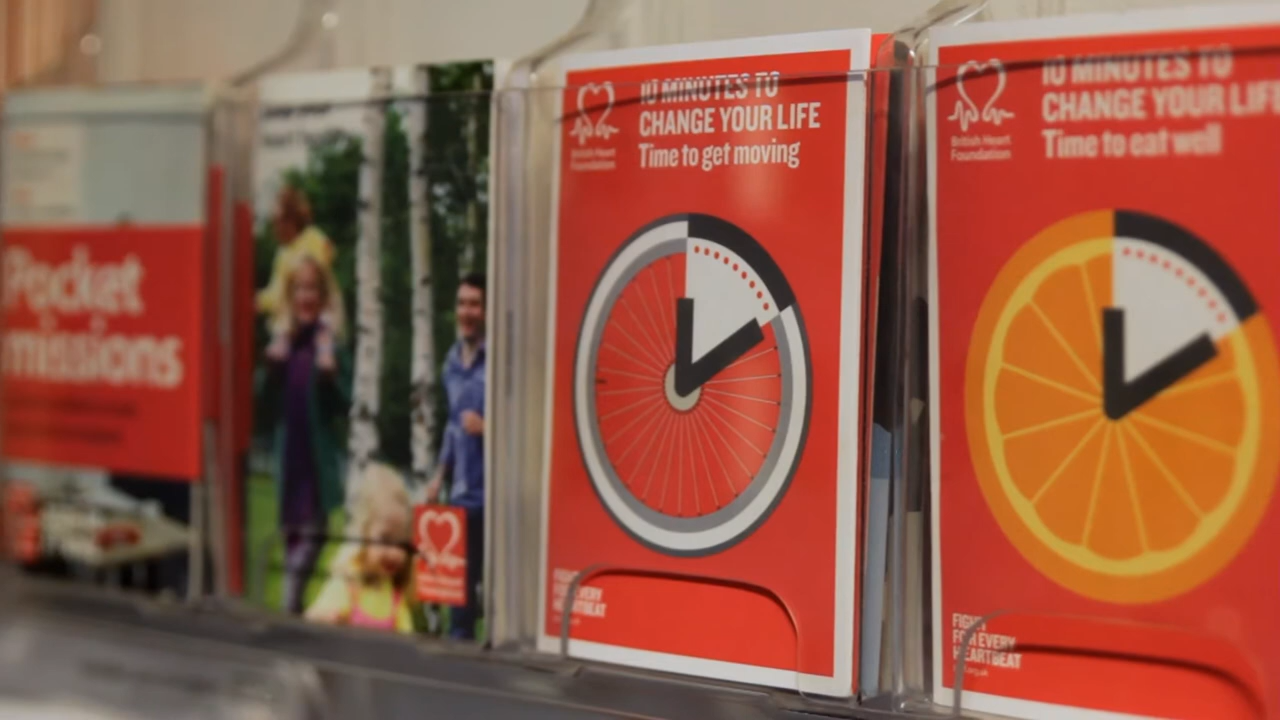 Pocket
missions
10 MINUTES TO
CHANGE YOUR LIFE
Time to get moving
British Heart
Foundation
FIGHT
FOR EVERY
HEARTBEAT
10 MINUTES TO
CHANGE YOUR LIFE
Time to eat well
British Heart
Foundation
FIGHT
FOR EVERY
HEARTBEAT